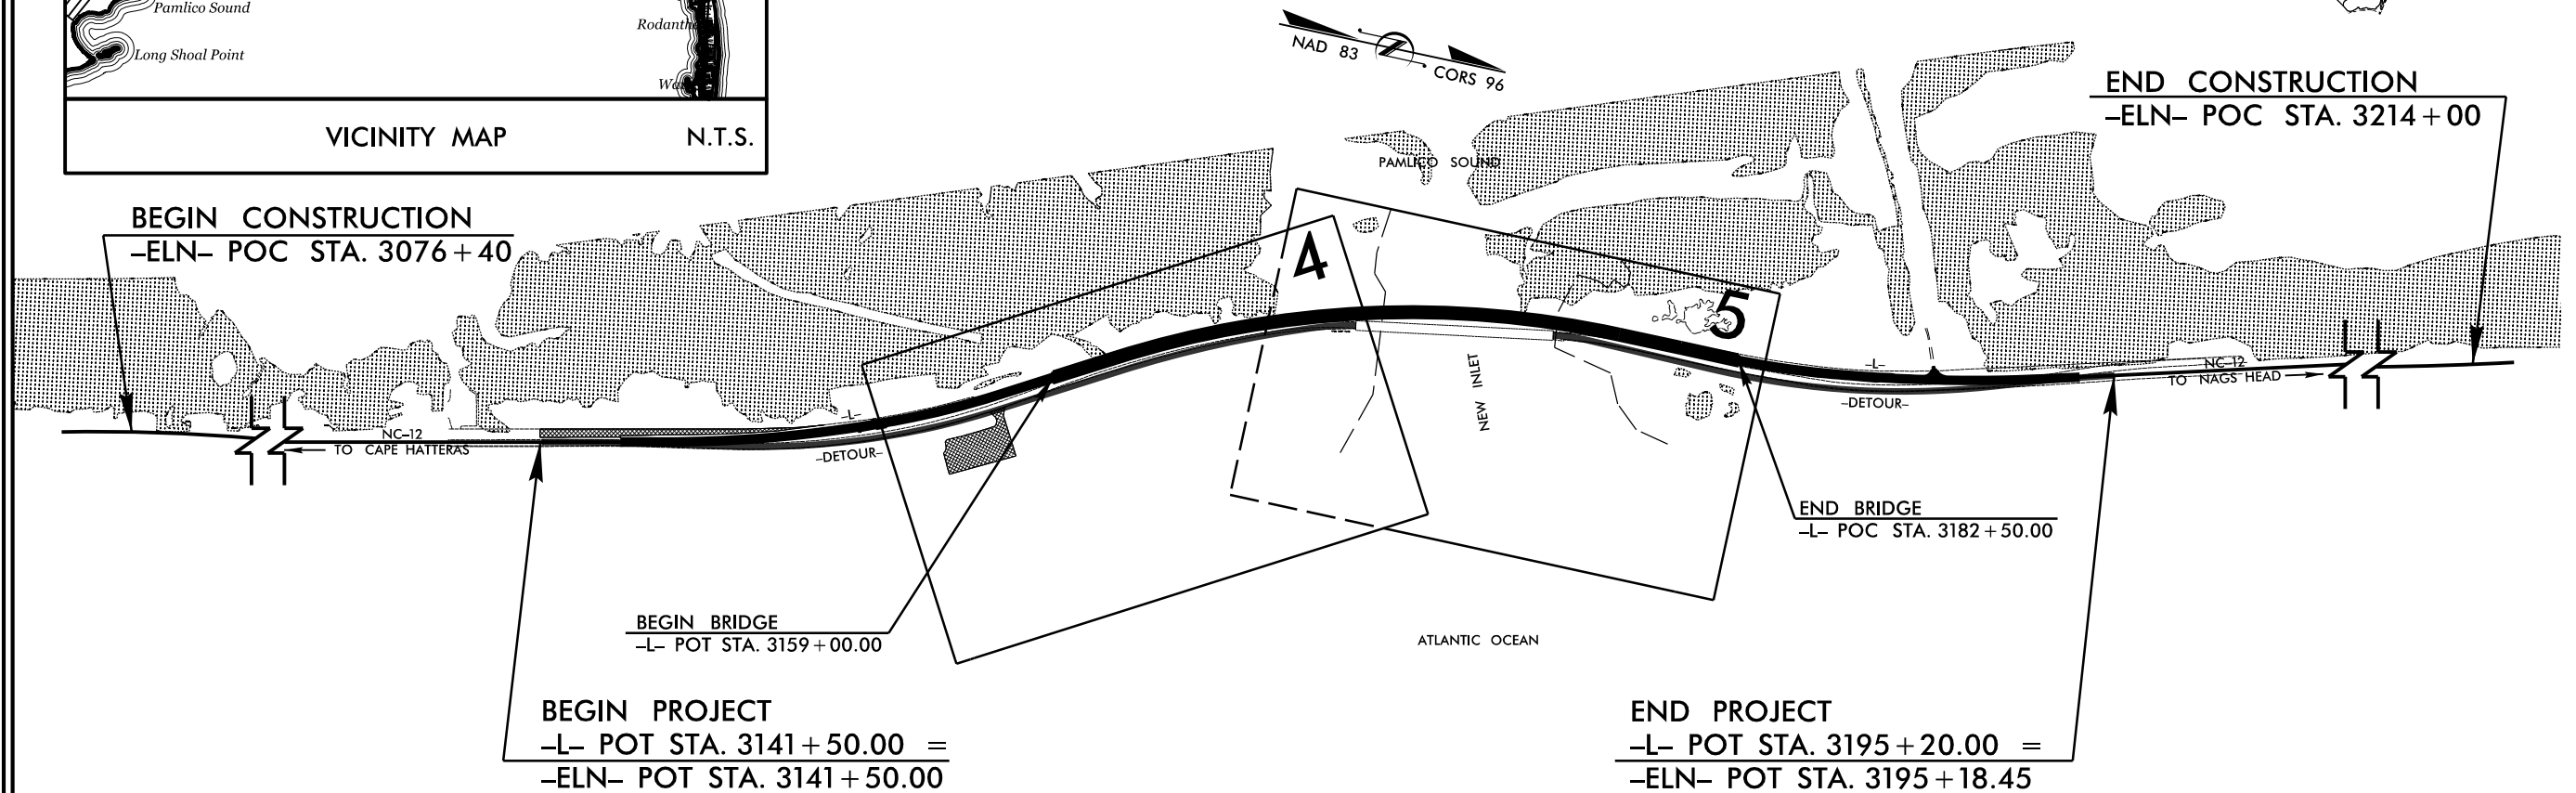 Pamlico Sound
Long Shoal Point
VICINITY MAP N.T.S.
NAD 83
CORS 96
END CONSTRUCTION
–ELN– POC STA. 3214+00
PAMLICO SOUND
BEGIN CONSTRUCTION
–ELN– POC STA. 3076+40
4
5
NEW INLET
–L–
NC–12
TO NAGS HEAD
–DETOUR–
–L–
NC–12
TO CAPE HATTERAS
–DETOUR–
END BRIDGE
–L– POC STA. 3182+50.00
BEGIN BRIDGE
–L– POT STA. 3159+00.00
ATLANTIC OCEAN
BEGIN PROJECT
–L– POT STA. 3141+50.00 =
–ELN– POT STA. 3141+50.00
END PROJECT
–L– POT STA. 3195+20.00 =
–ELN– POT STA. 3195+18.45